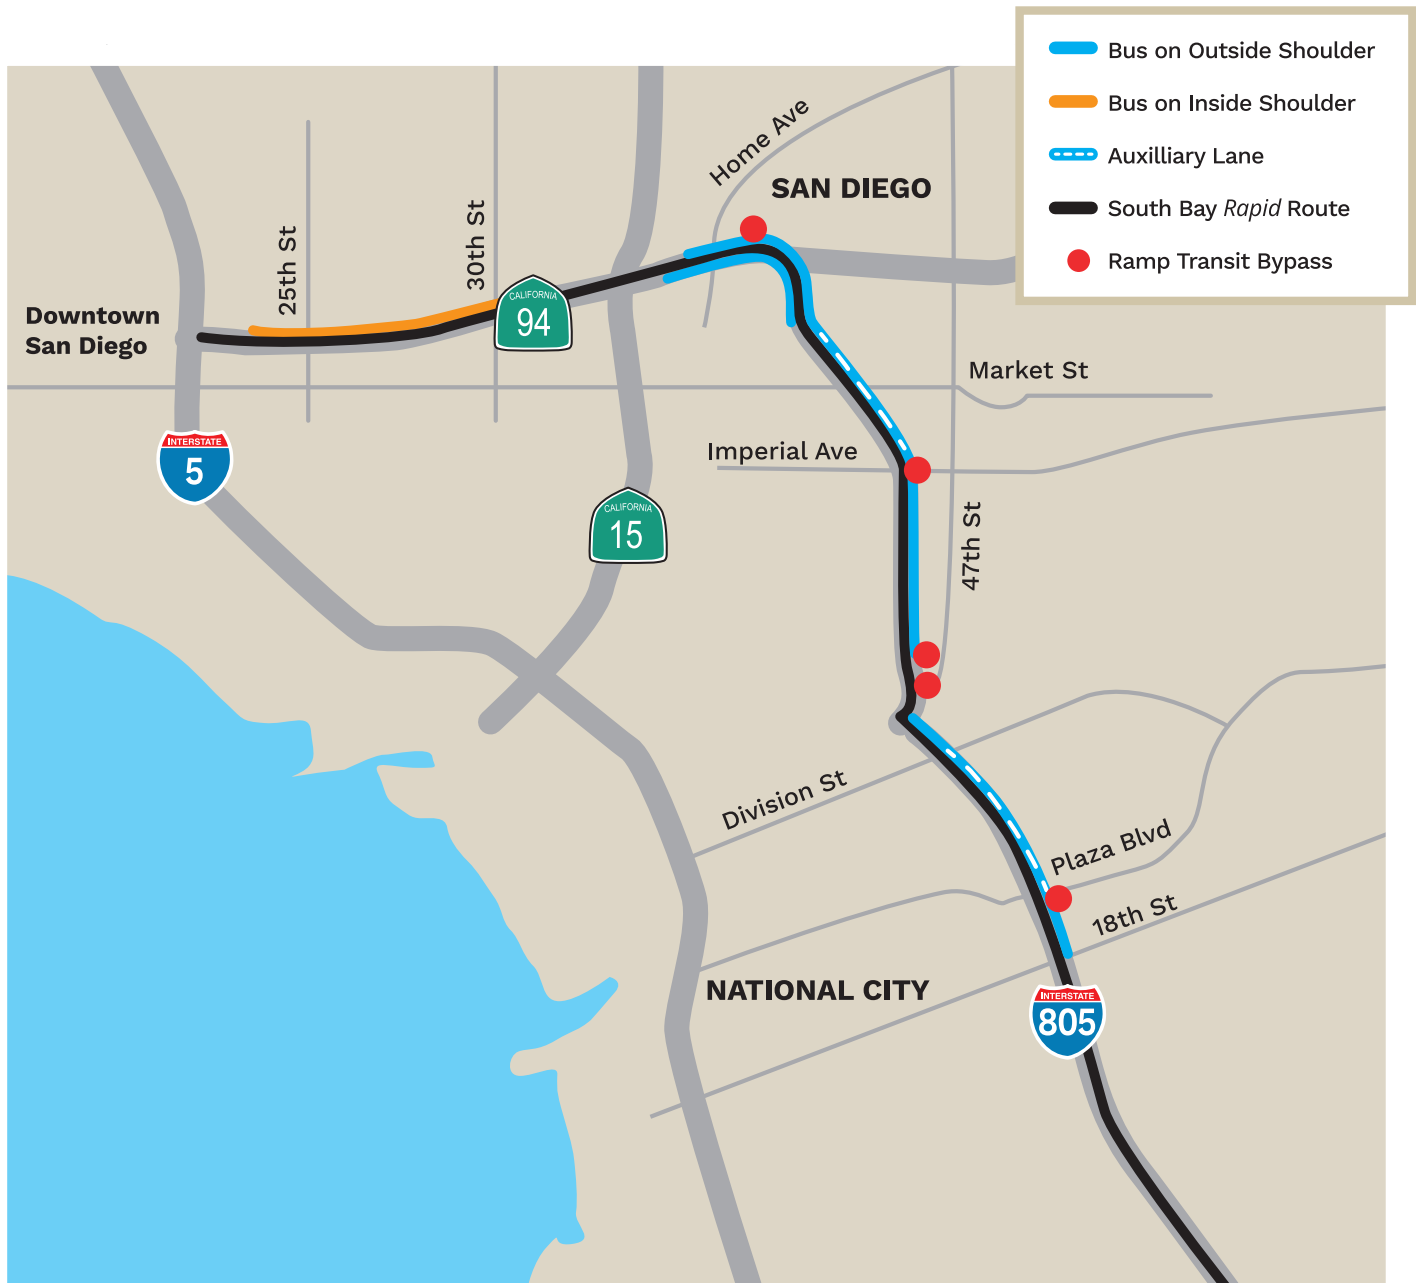 Bus on Outside Shoulder
Bus on Inside Shoulder
Auxilliary Lane
South Bay Rapid Route
Ramp Transit Bypass
Home Ave
SAN DIEGO
25th St
30th St
CALIFORNIA
94
Downtown
San Diego
Market St
INTERSTATE
5
Imperial Ave
CALIFORNIA
15
47th St
Division St
Plaza Blvd
18th St
NATIONAL CITY
INTERSTATE
805